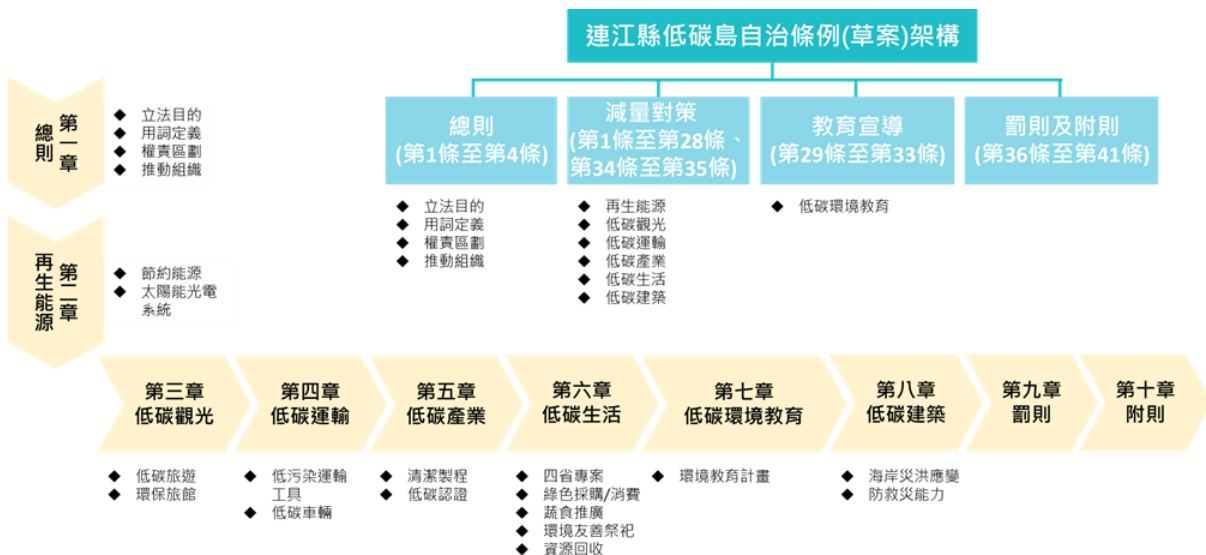 連江縣低碳島自治條例(草案)架構
總則
(第1條至第4條)
減量對策
(第1條至第28條、
第34條至第35條)
教育宣導
(第29條至第33條)
罰則及附則
(第36條至第41條)
◆ 立法目的
◆ 用詞定義
◆ 權責區劃
◆ 推動組織
◆ 再生能源
◆ 低碳觀光
◆ 低碳運輸
◆ 低碳產業
◆ 低碳生活
◆ 低碳建築
◆ 低碳環境教育
第一章
總則
◆ 立法目的
◆ 用詞定義
◆ 權責區劃
◆ 推動組織
第二章
再生能源
◆ 節約能源
◆ 太陽能光電
系統
第三章
低碳觀光
◆ 低碳旅遊
◆ 環保旅館
第四章
低碳運輸
◆ 低污染運輸
工具
◆ 低碳車輛
第五章
低碳產業
◆ 清潔製程
◆ 低碳認證
第六章
低碳生活
◆ 四省專案
◆ 綠色採購/消費
◆ 蔬食推廣
◆ 環境友善祭祀
◆ 資源回收
第七章
低碳環境教育
◆ 環境教育計畫
第八章
低碳建築
◆ 海岸災洪應變
◆ 防救災能力
第九章
罰則
第十章
附則